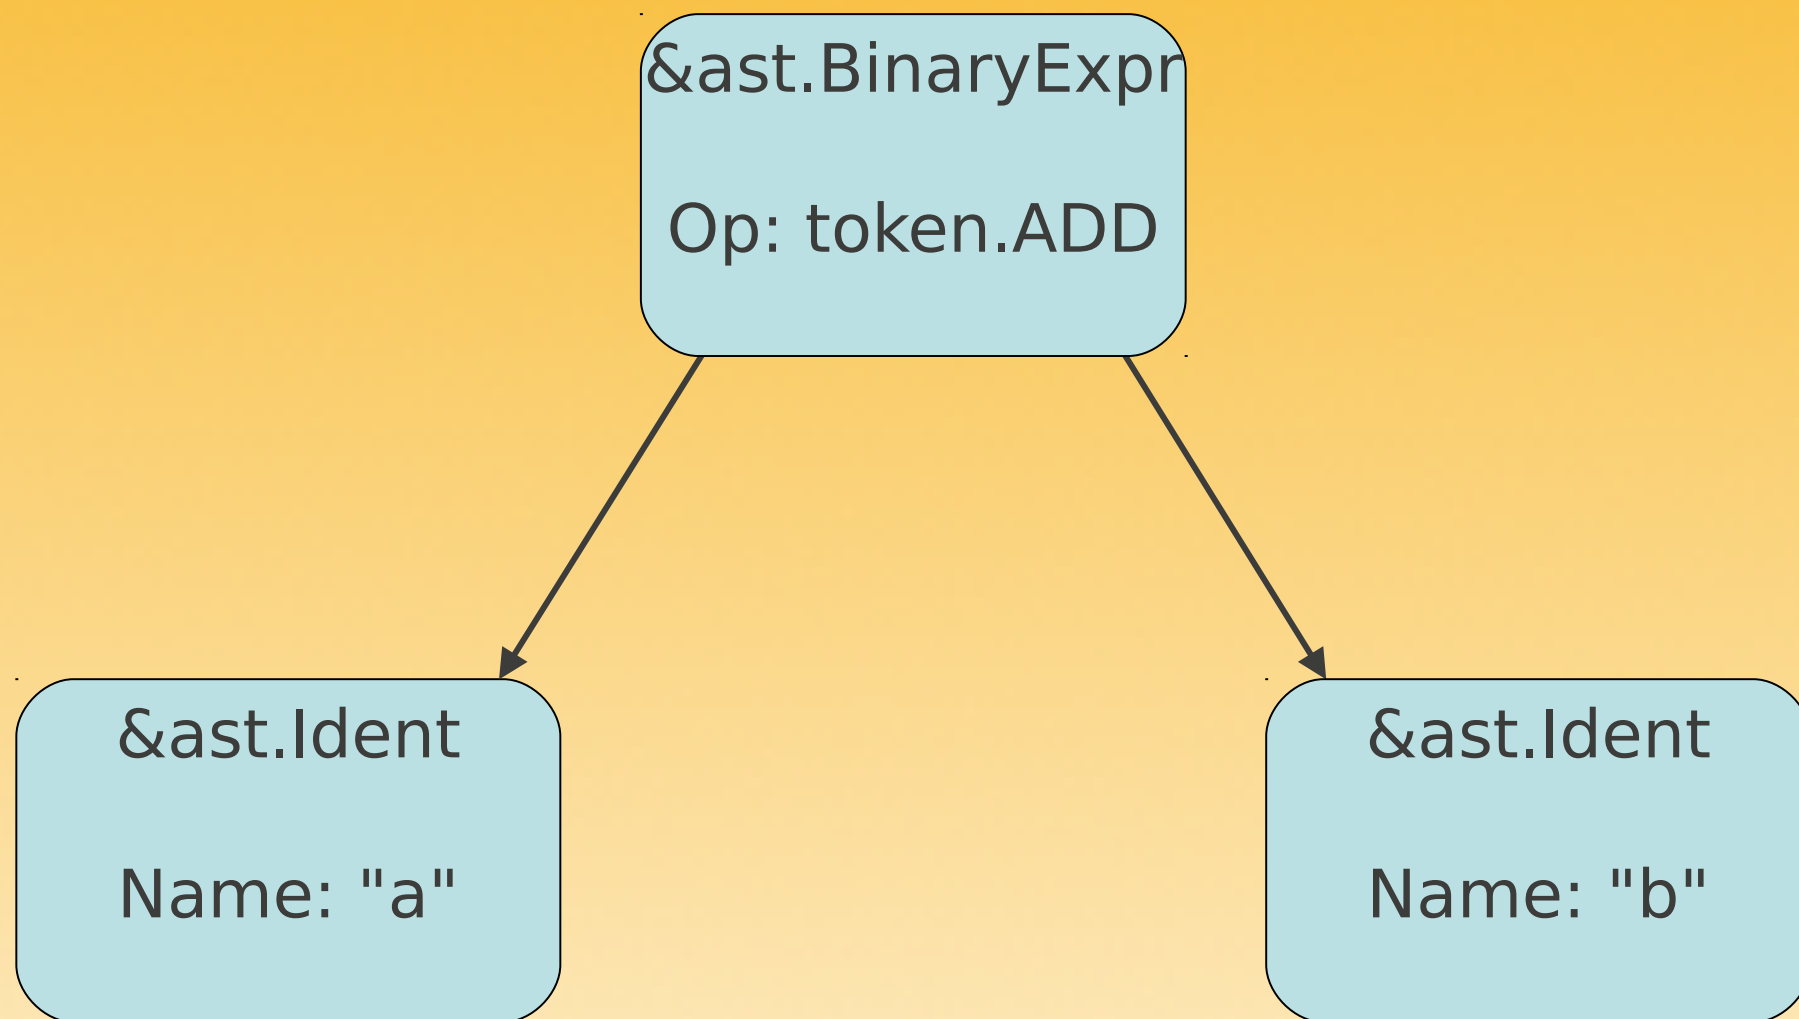 &ast.BinaryExpr
Op: token.ADD
&ast.Ident
Name: "a"
&ast.Ident
Name: "b"